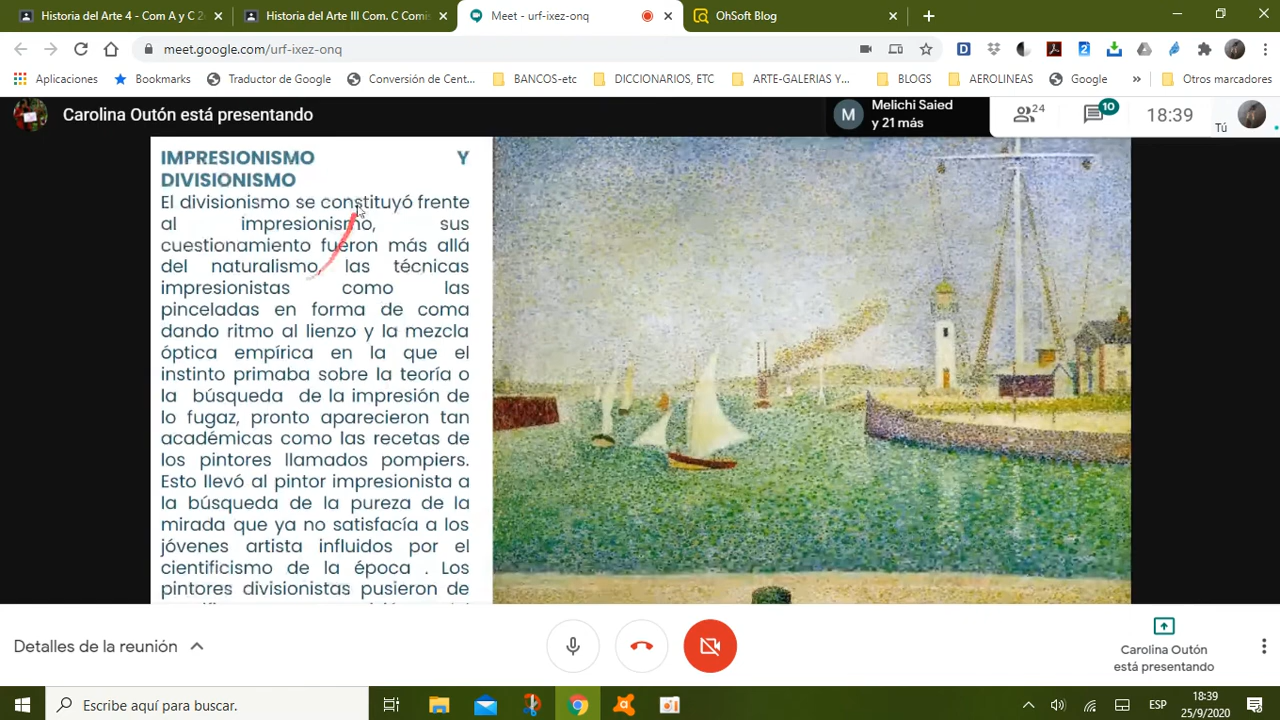 Historia del Arte 4 - Com A y C 2
Historia del Arte III Com. C Comis
Meet - urf-ixez-onq
OhSoft Blog
meet.google.com/urf-ixez-onq
Aplicaciones
Bookmarks
Traductor de Google
Conversión de Gent...
BANCOS-etc
DICCIONARIOS, ETC
ARTE-GALERIAS Y...
BLOGS
AEROLINEAS
Google
»
Otros marcadores
Carolina Outón está presentando
M
Melichi Saied
y 21 más
24
10
18:39
Tú
IMPRESIONISMO Y
DIVISIONISMO
El divisionismo se constituyó frente
al impresionismo, sus
cuestionamiento fueron más allá
del naturalismo, las técnicas
impresionistas como las
pinceladas en forma de coma
dando ritmo al lienzo y la mezcla
óptica empírica en la que el
instinto primaba sobre la teoría o
la búsqueda de la impresión de
lo fugaz, pronto aparecieron tan
académicas como las recetas de
los pintores llamados pompiers.
Esto llevó al pintor impresionista a
la búsqueda de la pureza de la
mirada que ya no satisfacía a los
jóvenes artista influidos por el
cientificismo de la época . Los
pintores divisionistas pusieron de
Detalles de la reunión
Carolina Outón
está presentando
Escribe aquí para buscar.
ESP
18:39
25/9/2020